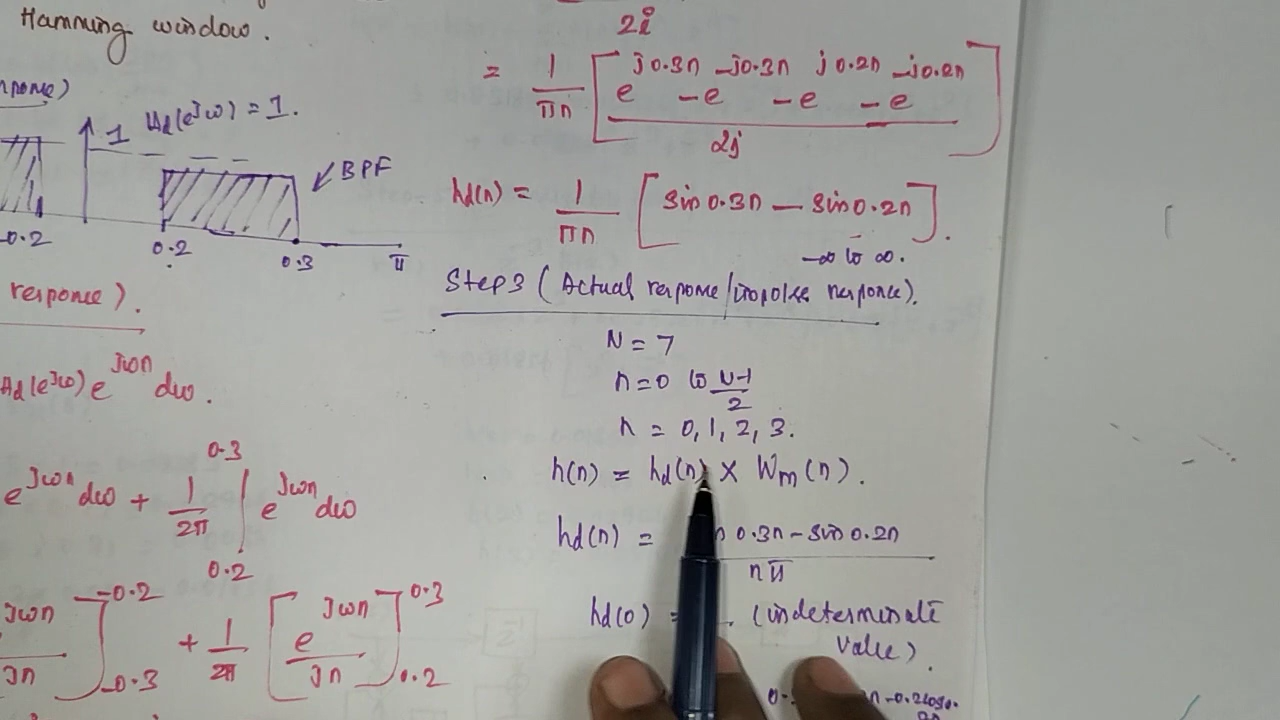 Hamming window.
1 Hd(e^jω) = 1.
BPF
-0.2
0.2
0.3
π
response).
Hd(e^jω) e^jωn dω.
e^jωn dω + 1/2π ∫_0.2^0.3 e^jωn dω
]_-0.3^-0.2 + 1/2π [e^jωn/jn]_0.2^0.3
2i
= 1/πn [e^j0.3n - e^-j0.3n - e^j0.2n - e^-j0.2n / 2j]
hd(n) = 1/πn [sin 0.3n - sin 0.2n].
-∞ to ∞.
Step 3 (Actual response/impulse response).
N = 7
n = 0 to N-1/2
n = 0, 1, 2, 3.
h(n) = hd(n) × Wm(n).
hd(n) = 0.3n - sin 0.2n / nπ
hd(0) = (indeterminate
value).